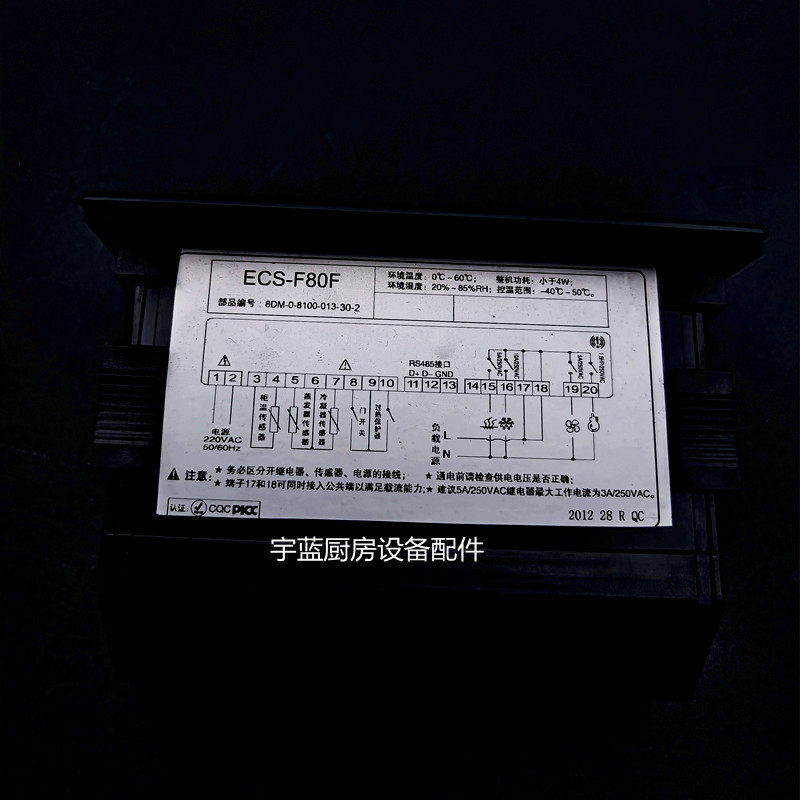 ECS-F80F
部品编号：8DM-0-8100-013-30-2
环境温度：0℃~60℃； 整机功耗：小于4W；
环境湿度：20%~85%RH； 控温范围：-40℃~50℃。
RS485接口
D+ D- GND
5A/250VAC 10A/250VAC 5A/250VAC
1 2 3 4 5 6 7 8 9 10 11 12 13 14 15 16 17 18 19 20
电源
220VAC
50/60Hz
柜温传感器
蒸发器传感器
冷凝器传感器
门开关
过热保护器
负载电源
L
N
注意：
★ 务必区分开继电器、传感器、电源的接线；
★ 通电前请检查供电电压是否正确；
★ 端子17和18可同时接入公共端以满足载流能力；
★ 建议5A/250VAC继电器最大工作电流为3A/250VAC。
认证： CQC PICC
2012 28 R QC
宇蓝厨房设备配件